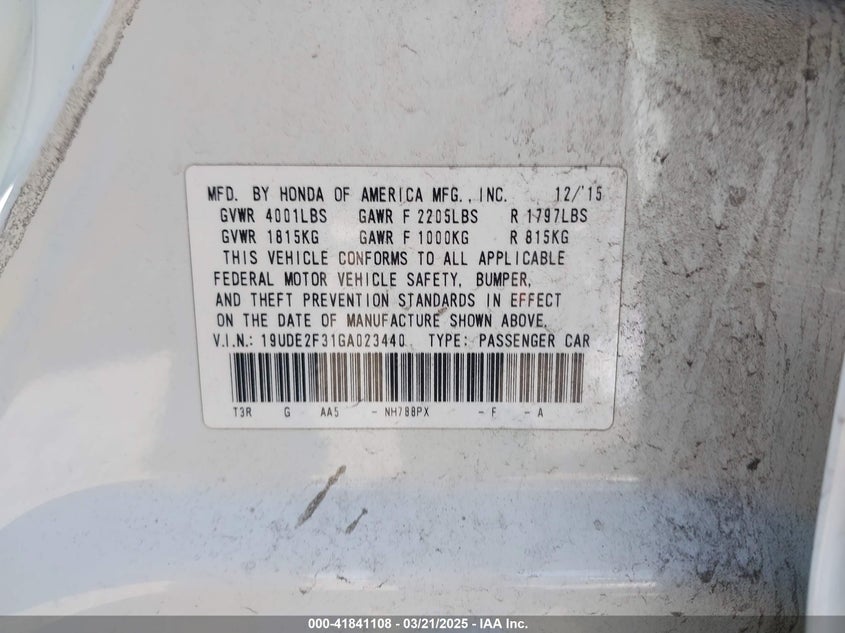 MFD. BY HONDA OF AMERICA MFG., INC. 12/'15
GVWR 4001LBS GAWR F 2205LBS R 1797LBS
GVWR 1815KG GAWR F 1000KG R 815KG
THIS VEHICLE CONFORMS TO ALL APPLICABLE
FEDERAL MOTOR VEHICLE SAFETY, BUMPER,
AND THEFT PREVENTION STANDARDS IN EFFECT
ON THE DATE OF MANUFACTURE SHOWN ABOVE.
V.I.N.: 19UDE2F31GA023440 TYPE: PASSENGER CAR
T3R G AA5 - NH788PX - F - A
000-41841108 — 03/21/2025 — IAA Inc.